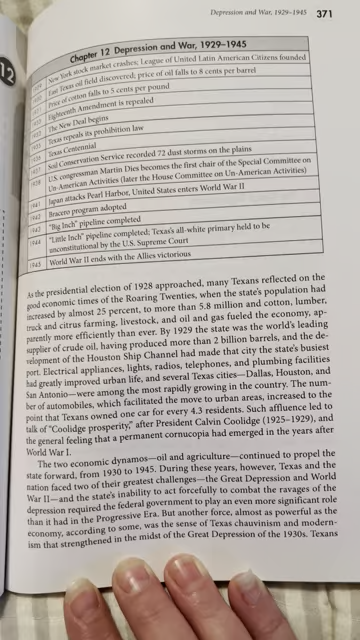 Depression and War, 1929–1945 371
12
Chapter 12 Depression and War, 1929–1945
1929 New York stock market crashes; League of United Latin American Citizens founded
1930 East Texas oil field discovered; price of oil falls to 8 cents per barrel
Price of cotton falls to 5 cents per pound
Eighteenth Amendment is repealed
The New Deal begins
1935 Texas repeals its prohibition law
1936 Texas Centennial
1937 Soil Conservation Service recorded 72 dust storms on the plains
1938 U.S. congressman Martin Dies becomes the first chair of the Special Committee on
Un-American Activities (later the House Committee on Un-American Activities)
1941 Japan attacks Pearl Harbor, United States enters World War II
1942 Bracero program adopted
1943 "Big Inch" pipeline completed
1944 "Little Inch" pipeline completed; Texas's all-white primary held to be
unconstitutional by the U.S. Supreme Court
1945 World War II ends with the Allies victorious
As the presidential election of 1928 approached, many Texans reflected on the
good economic times of the Roaring Twenties, when the state's population had
increased by almost 25 percent, to more than 5.8 million and cotton, lumber,
truck and citrus farming, livestock, and oil and gas fueled the economy, ap-
parently more efficiently than ever. By 1929 the state was the world's leading
supplier of crude oil, having produced more than 2 billion barrels, and the de-
velopment of the Houston Ship Channel had made that city the state's busiest
port. Electrical appliances, lights, radios, telephones, and plumbing facilities
had greatly improved urban life, and several Texas cities—Dallas, Houston, and
San Antonio—were among the most rapidly growing in the country. The num-
ber of automobiles, which facilitated the move to urban areas, increased to the
point that Texans owned one car for every 4.3 residents. Such affluence led to
talk of "Coolidge prosperity," after President Calvin Coolidge (1925–1929), and
the general feeling that a permanent cornucopia had emerged in the years after
World War I.
The two economic dynamos—oil and agriculture—continued to propel the
state forward, from 1930 to 1945. During these years, however, Texas and the
nation faced two of their greatest challenges—the Great Depression and World
War II—and the state's inability to act forcefully to combat the ravages of the
depression required the federal government to play an even more significant role
than it had in the Progressive Era. But another force, almost as powerful as the
economy, according to some, was the sense of Texas chauvinism and modern-
ism that strengthened in the midst of the Great Depression of the 1930s. Texans